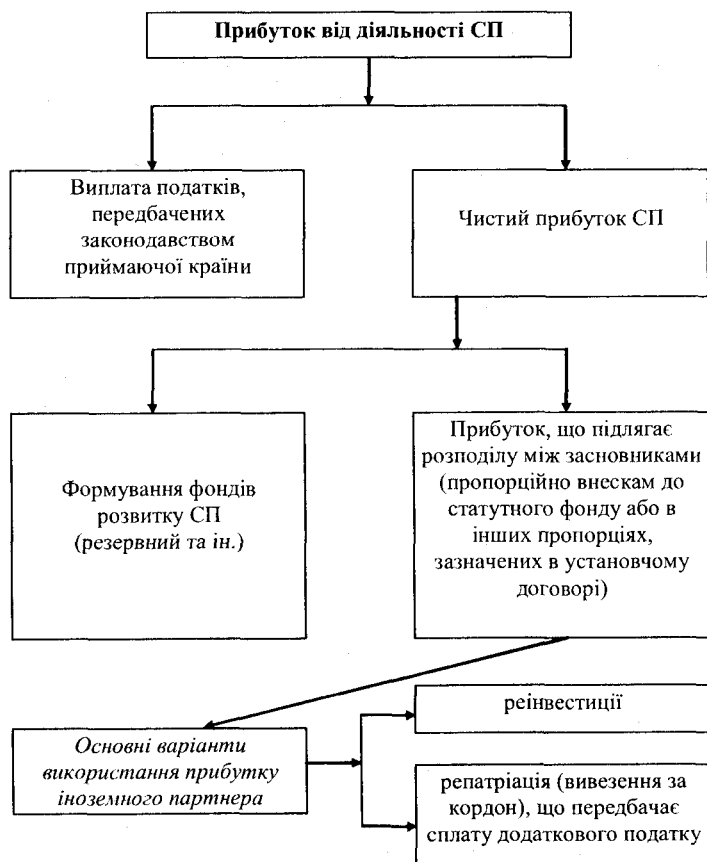 Прибуток від діяльності СП
Виплата податків,
передбачених
законодавством
приймаючої країни
Чистий прибуток СП
Формування фондів
розвитку СП
(резервний та ін.)
Прибуток, що підлягає
розподілу між засновниками
(пропорційно внескам до
статутного фонду або в
інших пропорціях,
зазначених в установчому
договорі)
Основні варіанти
використання прибутку
іноземного партнера
реінвестиції
репатріація (вивезення за
кордон), що передбачає
сплату додаткового податку